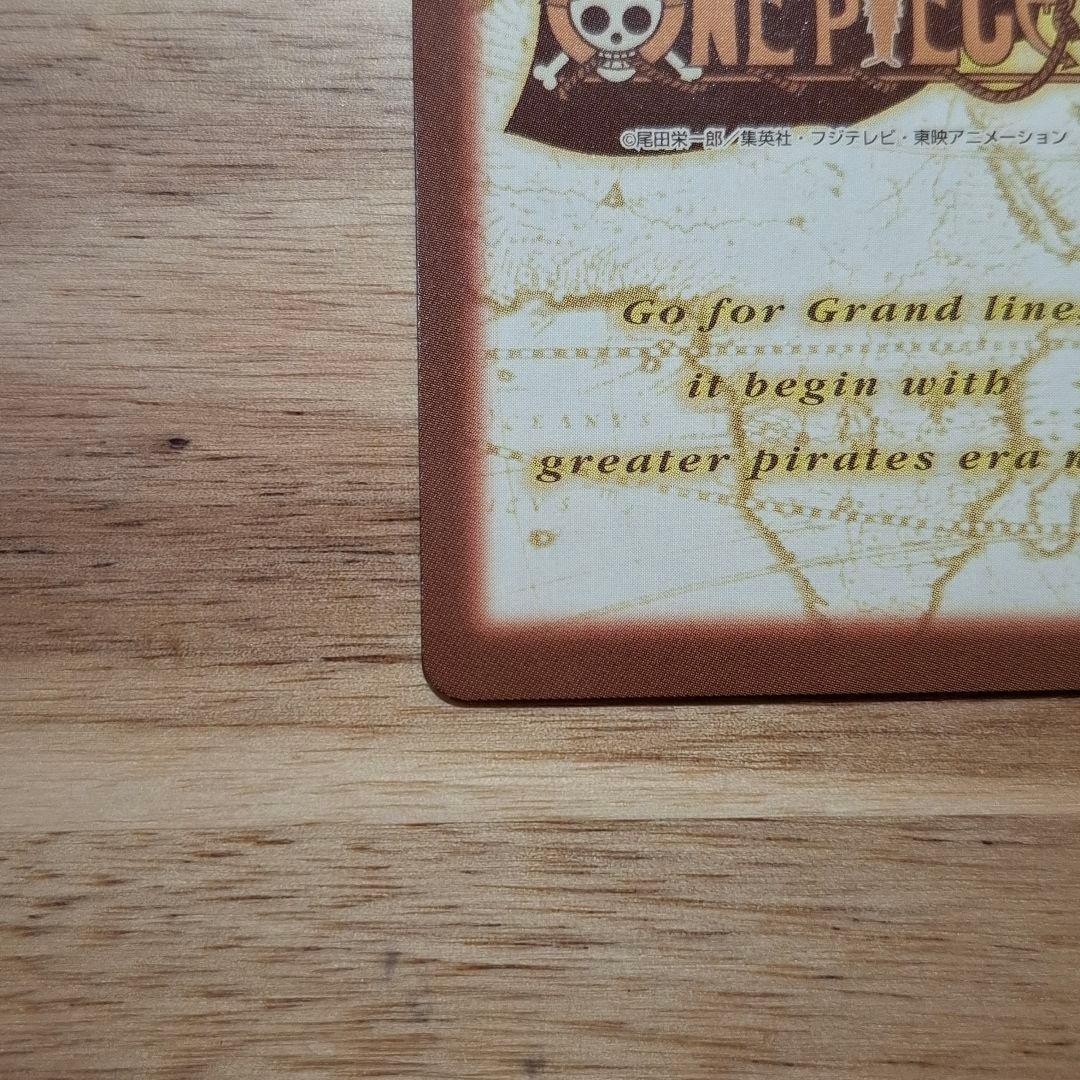 ONE PIECE
©尾田栄一郎／集英社・フジテレビ・東映アニメーション
Go for Grand line
it begin with
greater pirates era